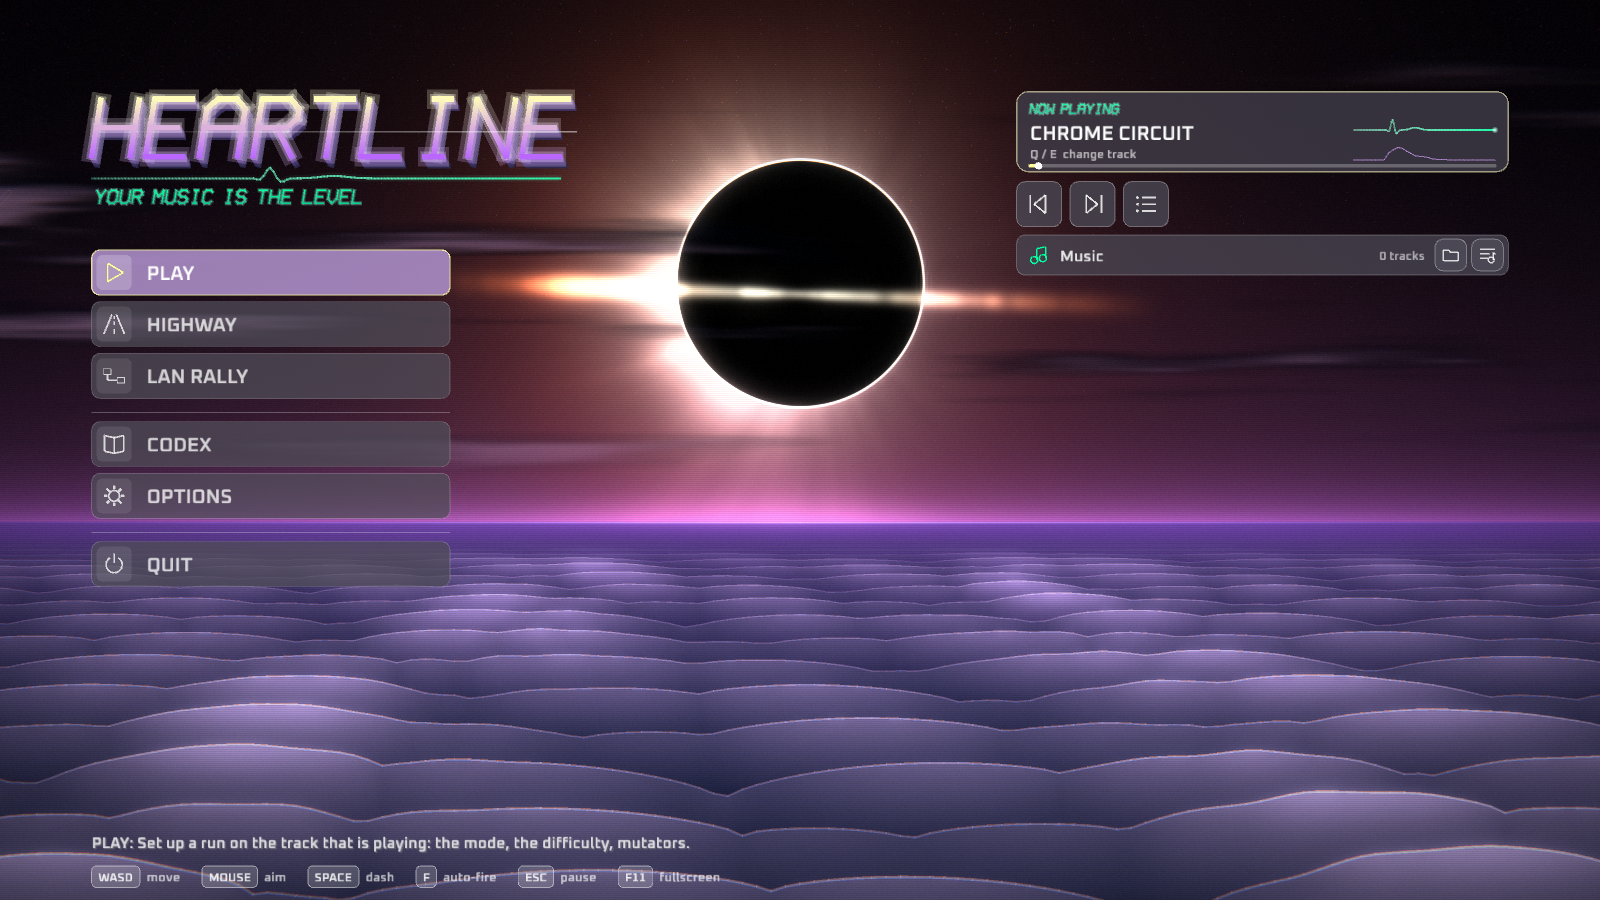 HEARTLINE
YOUR MUSIC IS THE LEVEL
PLAY
HIGHWAY
LAN RALLY
CODEX
OPTIONS
QUIT
NOW PLAYING
CHROME CIRCUIT
Q / E change track
Music 0 tracks
PLAY: Set up a run on the track that is playing: the mode, the difficulty, mutators.
WASD move MOUSE aim SPACE dash F auto-fire ESC pause F11 fullscreen